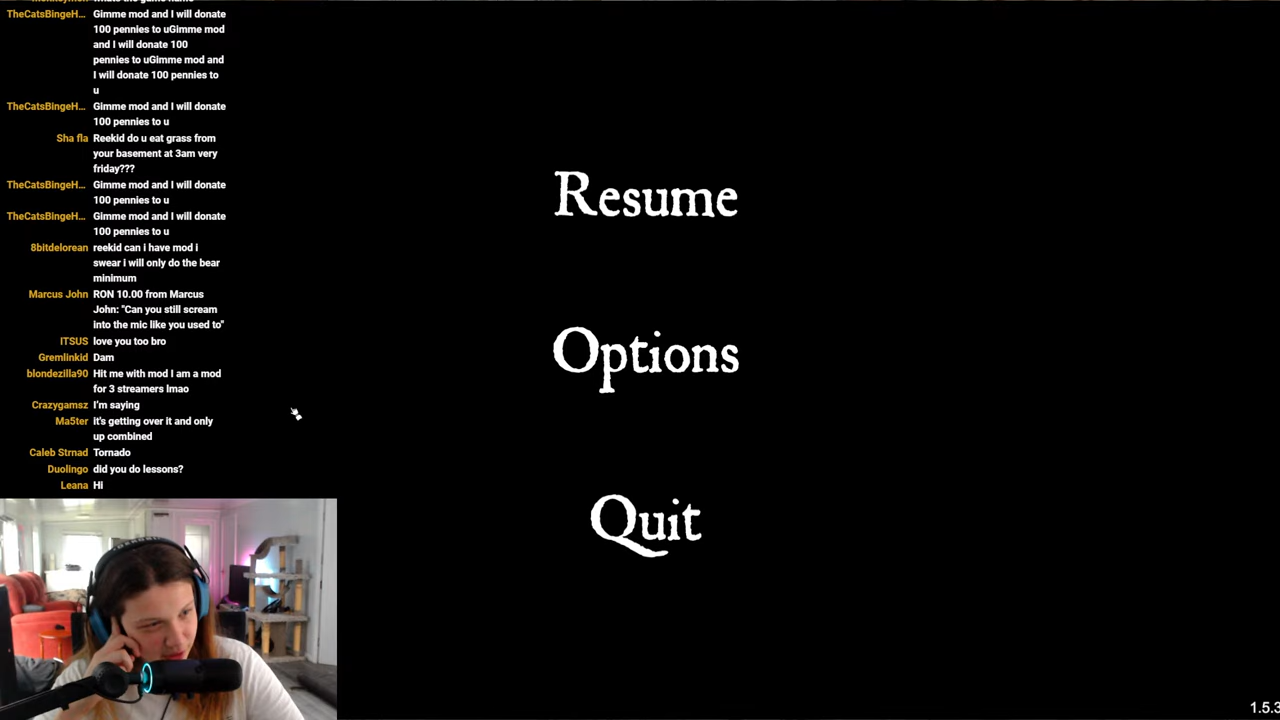 TheCatsBingeH... Gimme mod and I will donate
100 pennies to uGimme mod
and I will donate 100
pennies to uGimme mod and
I will donate 100 pennies to
u
TheCatsBingeH... Gimme mod and I will donate
100 pennies to u
Sha fla Reekid do u eat grass from
your basement at 3am very
friday???
TheCatsBingeH... Gimme mod and I will donate
100 pennies to u
TheCatsBingeH... Gimme mod and I will donate
100 pennies to u
8bitdelorean reekid can i have mod i
swear i will only do the bear
minimum
Marcus John RON 10.00 from Marcus
John: "Can you still scream
into the mic like you used to"
ITSUS love you too bro
Gremlinkid Dam
blondezilla90 Hit me with mod I am a mod
for 3 streamers lmao
Crazygamsz I'm saying
Ma5ter it's getting over it and only
up combined
Caleb Strnad Tornado
Duolingo did you do lessons?
Leana Hi
Resume
Options
Quit
1.5.3